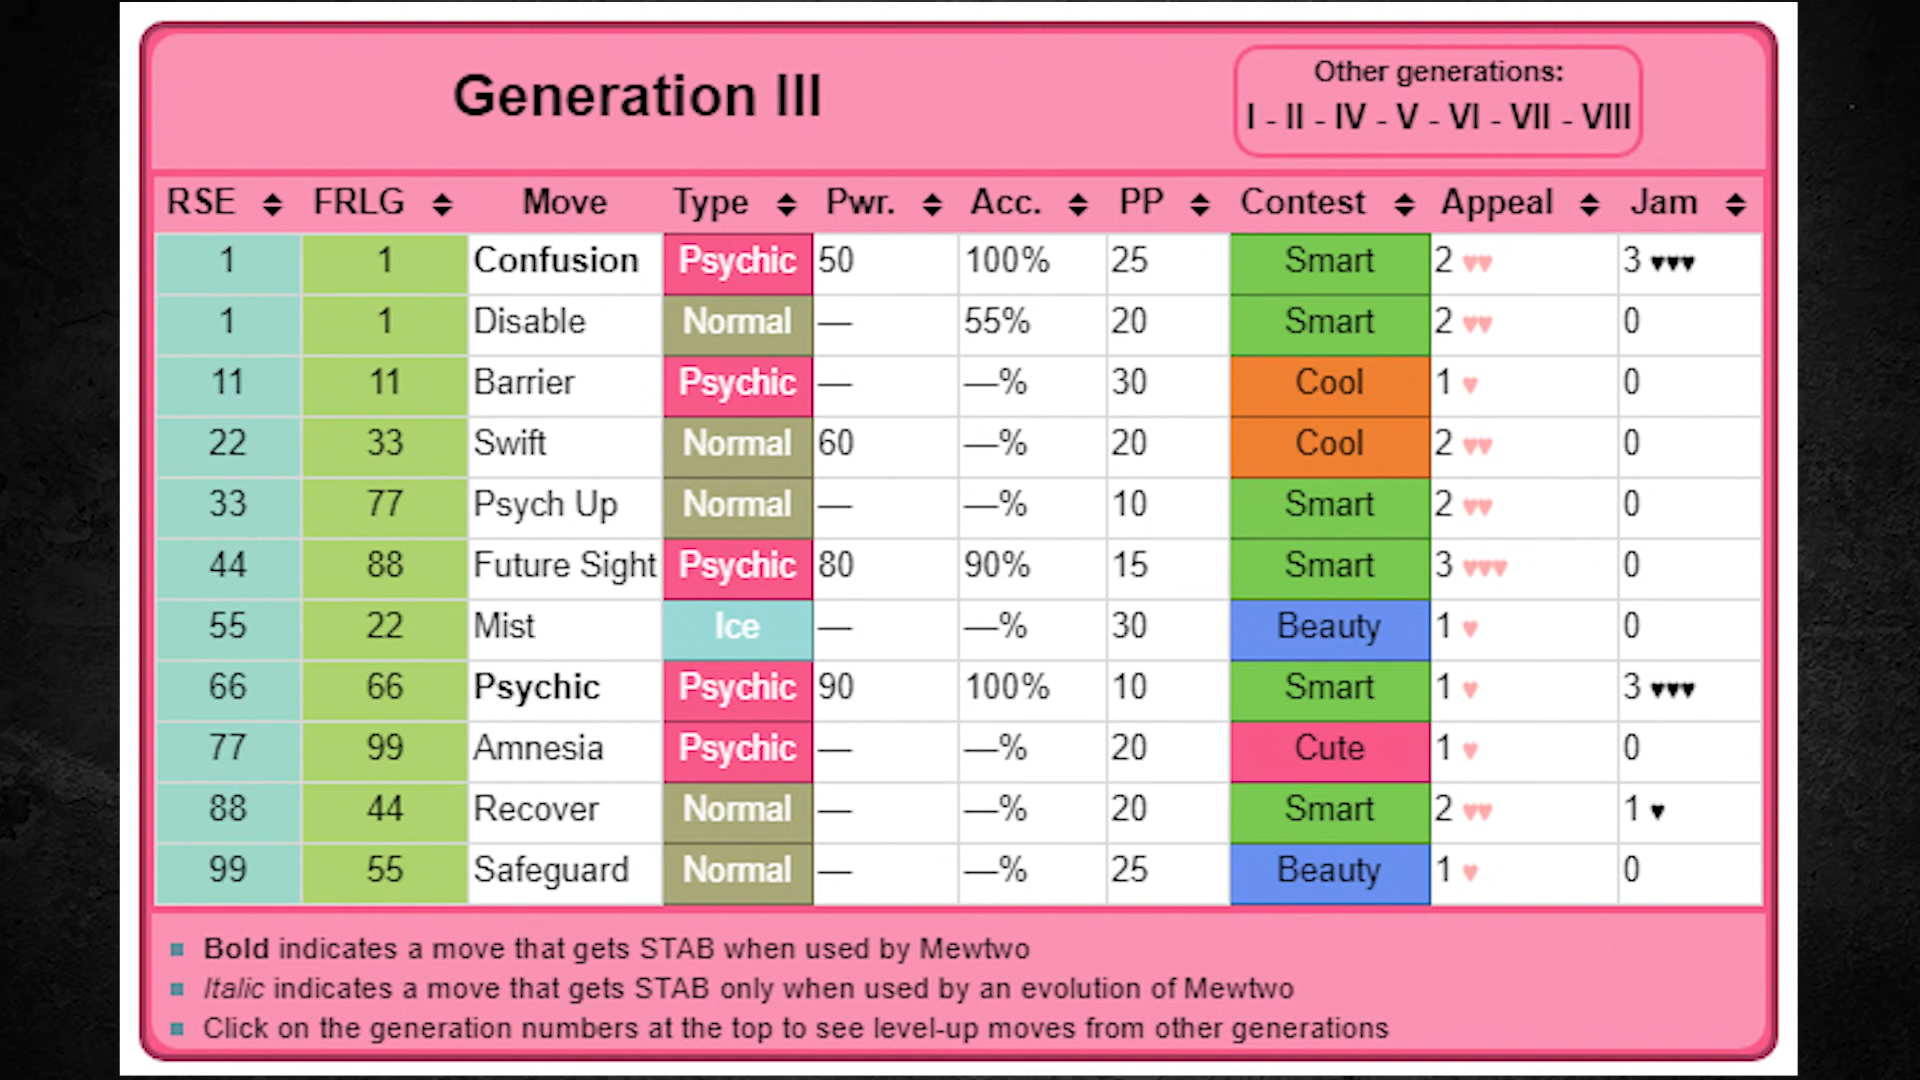 Generation III
Other generations:
I - II - IV - V - VI - VII - VIII
RSE FRLG Move Type Pwr. Acc. PP Contest Appeal Jam
1 1 Confusion Psychic 50 100% 25 Smart 2 ♥♥ 3 ♥♥♥
1 1 Disable Normal — 55% 20 Smart 2 ♥♥ 0
11 11 Barrier Psychic — —% 30 Cool 1 ♥ 0
22 33 Swift Normal 60 —% 20 Cool 2 ♥♥ 0
33 77 Psych Up Normal — —% 10 Smart 2 ♥♥ 0
44 88 Future Sight Psychic 80 90% 15 Smart 3 ♥♥♥ 0
55 22 Mist Ice — —% 30 Beauty 1 ♥ 0
66 66 Psychic Psychic 90 100% 10 Smart 1 ♥ 3 ♥♥♥
77 99 Amnesia Psychic — —% 20 Cute 1 ♥ 0
88 44 Recover Normal — —% 20 Smart 2 ♥♥ 1 ♥
99 55 Safeguard Normal — —% 25 Beauty 1 ♥ 0
Bold indicates a move that gets STAB when used by Mewtwo
Italic indicates a move that gets STAB only when used by an evolution of Mewtwo
Click on the generation numbers at the top to see level-up moves from other generations